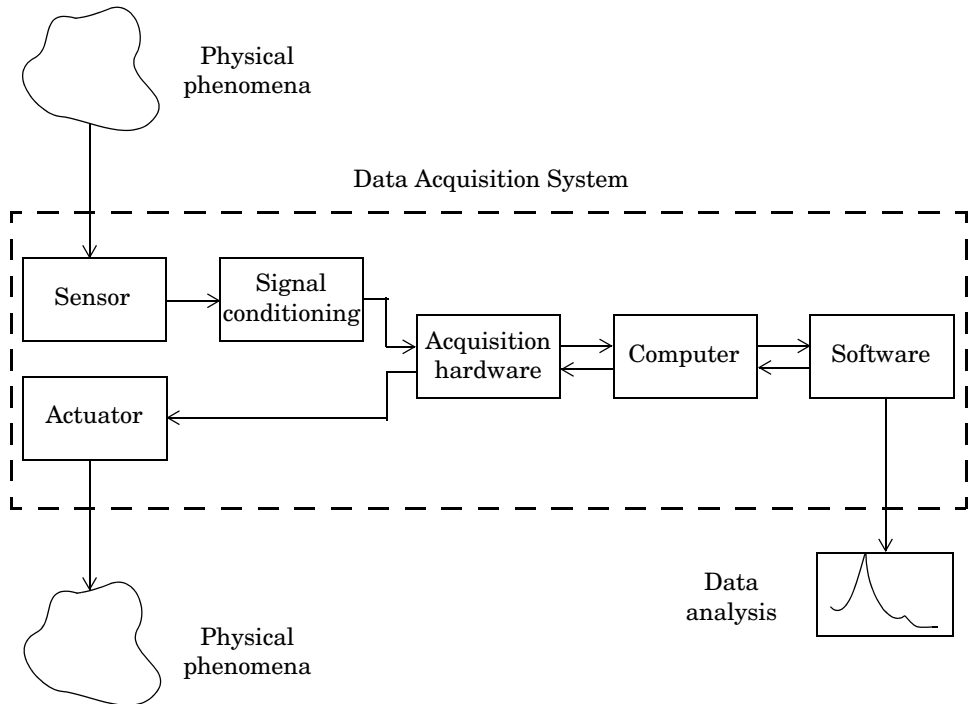 Physical
phenomena
Data Acquisition System
Sensor
Signal
conditioning
Acquisition
hardware
Computer
Software
Actuator
Data
analysis
Physical
phenomena